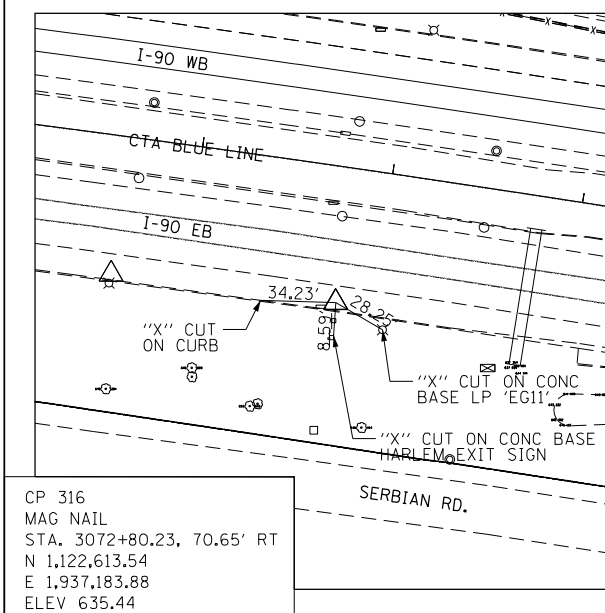 I-90 WB
CTA BLUE LINE
I-90 EB
34.23'
28.25'
8.59'
"X" CUT
ON CURB
"X" CUT ON CONC
BASE LP 'EG11'
"X" CUT ON CONC BASE
HARLEM EXIT SIGN
SERBIAN RD.
CP 316
MAG NAIL
STA. 3072+80.23, 70.65' RT
N 1,122,613.54
E 1,937,183.88
ELEV 635.44